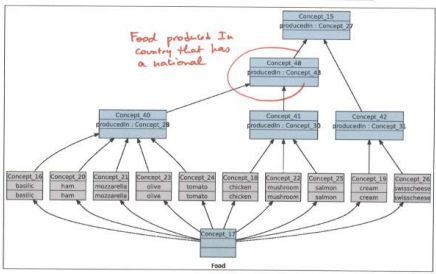 Concept_15
producedIn : Concept_27
Food produced In
country that has
a national
Concept_48
producedIn : Concept_43
Concept_40
producedIn : Concept_28
Concept_41
producedIn : Concept_30
Concept_42
producedIn : Concept_31
Concept_16
basilic
basilic
Concept_20
ham
ham
Concept_21
mozzarella
mozzarella
Concept_23
olive
olive
Concept_24
tomato
tomato
Concept_18
chicken
chicken
Concept_22
mushroom
mushroom
Concept_25
salmon
salmon
Concept_19
cream
cream
Concept_26
swisscheese
swisscheese
Concept_17
Food